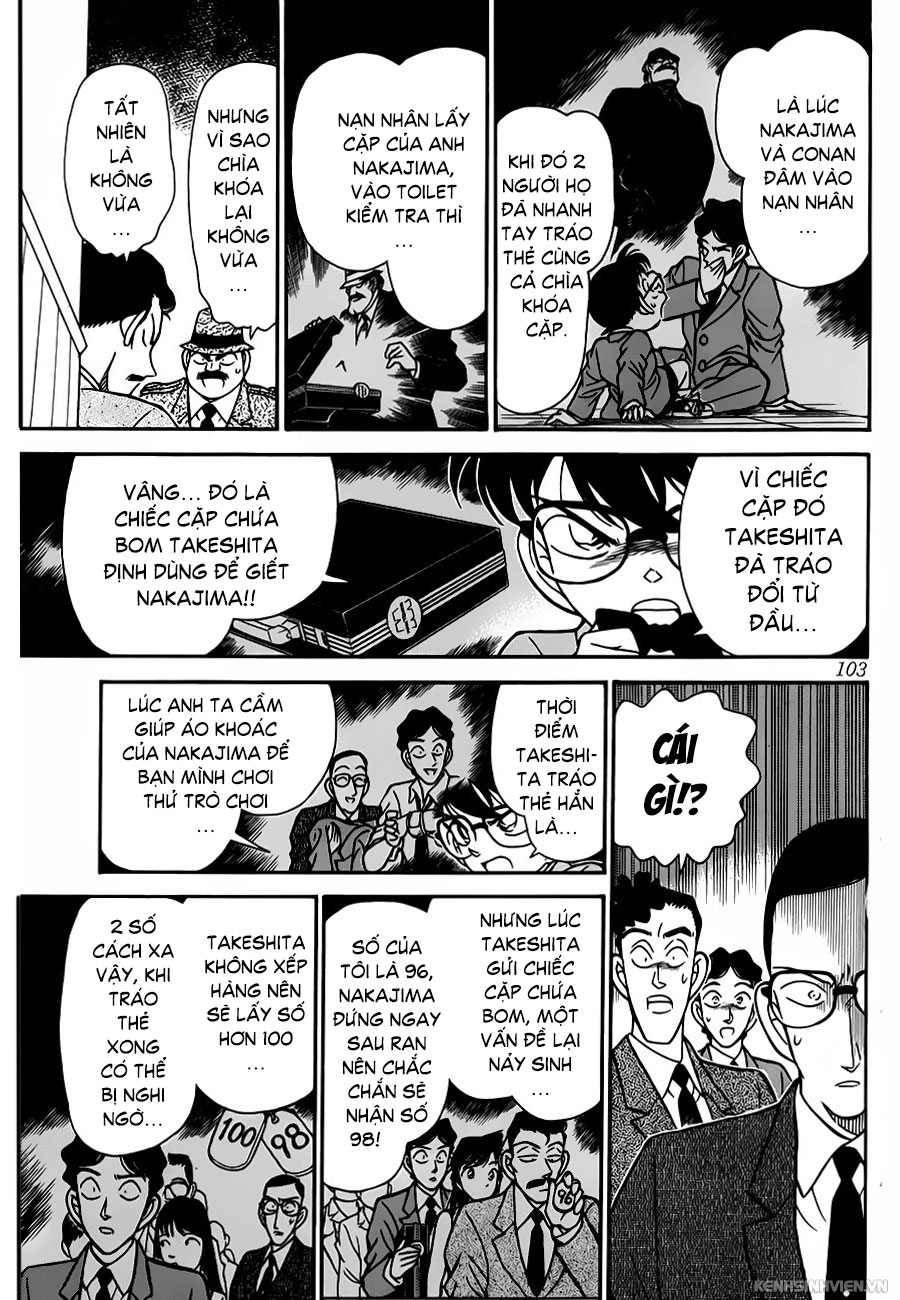 LÀ LÚC
NAKAJIMA
VÀ CONAN
ĐÂM VÀO
NẠN NHÂN
...
KHI ĐÓ 2
NGƯỜI HỌ
ĐÃ NHANH
TAY TRÁO
THẺ CÙNG
CẢ CHÌA
KHÓA
CẶP.
NẠN NHÂN LẤY
CẶP CỦA ANH
NAKAJIMA,
VÀO TOILET
KIỂM TRA THÌ
...
NHƯNG
VÌ SAO
CHÌA
KHÓA
LẠI
KHÔNG
VỪA
...
TẤT
NHIÊN
LÀ
KHÔNG
VỪA
...
VÌ CHIẾC
CẶP ĐÓ
TAKESHITA
ĐÃ TRÁO
ĐỔI TỪ
ĐẦU...
VÂNG... ĐÓ LÀ
CHIẾC CẶP CHỨA
BOM TAKESHITA
ĐỊNH DÙNG ĐỂ GIẾT
NAKAJIMA!!
103
CÁI
GÌ!?
THỜI
ĐIỂM
TAKESHI-
TA TRÁO
THẺ HẮN
LÀ...
LÚC ANH TA CẦM
GIÚP ÁO KHOÁC
CỦA NAKAJIMA ĐỂ
BẠN MÌNH CHƠI
THỬ TRÒ CHƠI
...
NHƯNG LÚC
TAKESHITA
GỬI CHIẾC
CẶP CHỨA
BOM, MỘT
VẤN ĐỀ LẠI
NẢY SINH
...
SỐ CỦA
TÔI LÀ 96,
NAKAJIMA
ĐỨNG NGAY
SAU RAN
NÊN CHẮC
CHẮN SẼ
NHẬN SỐ
98!
96
TAKESHITA
KHÔNG XẾP
HÀNG NÊN
SẼ LẤY SỐ
HƠN 100
...
2 SỐ
CÁCH XA
VẬY, KHI
TRÁO
THẺ
XONG
CÓ THỂ
BỊ NGHI
NGỜ...
100
98
KENHSINHVIEN.VN